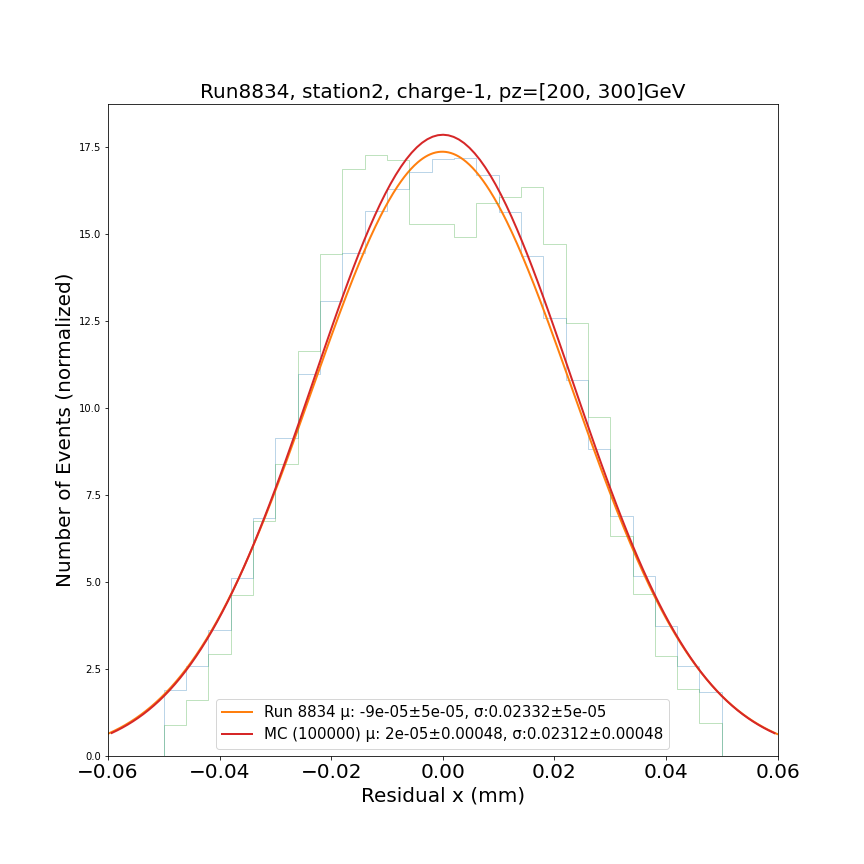 Run8834, station2, charge-1, pz=[200, 300]GeV
Number of Events (normalized)
17.5
15.0
12.5
10.0
7.5
5.0
2.5
0.0
Run 8834 μ: -9e-05±5e-05, σ:0.02332±5e-05
MC (100000) μ: 2e-05±0.00048, σ:0.02312±0.00048
−0.06 −0.04 −0.02 0.00 0.02 0.04 0.06
Residual x (mm)